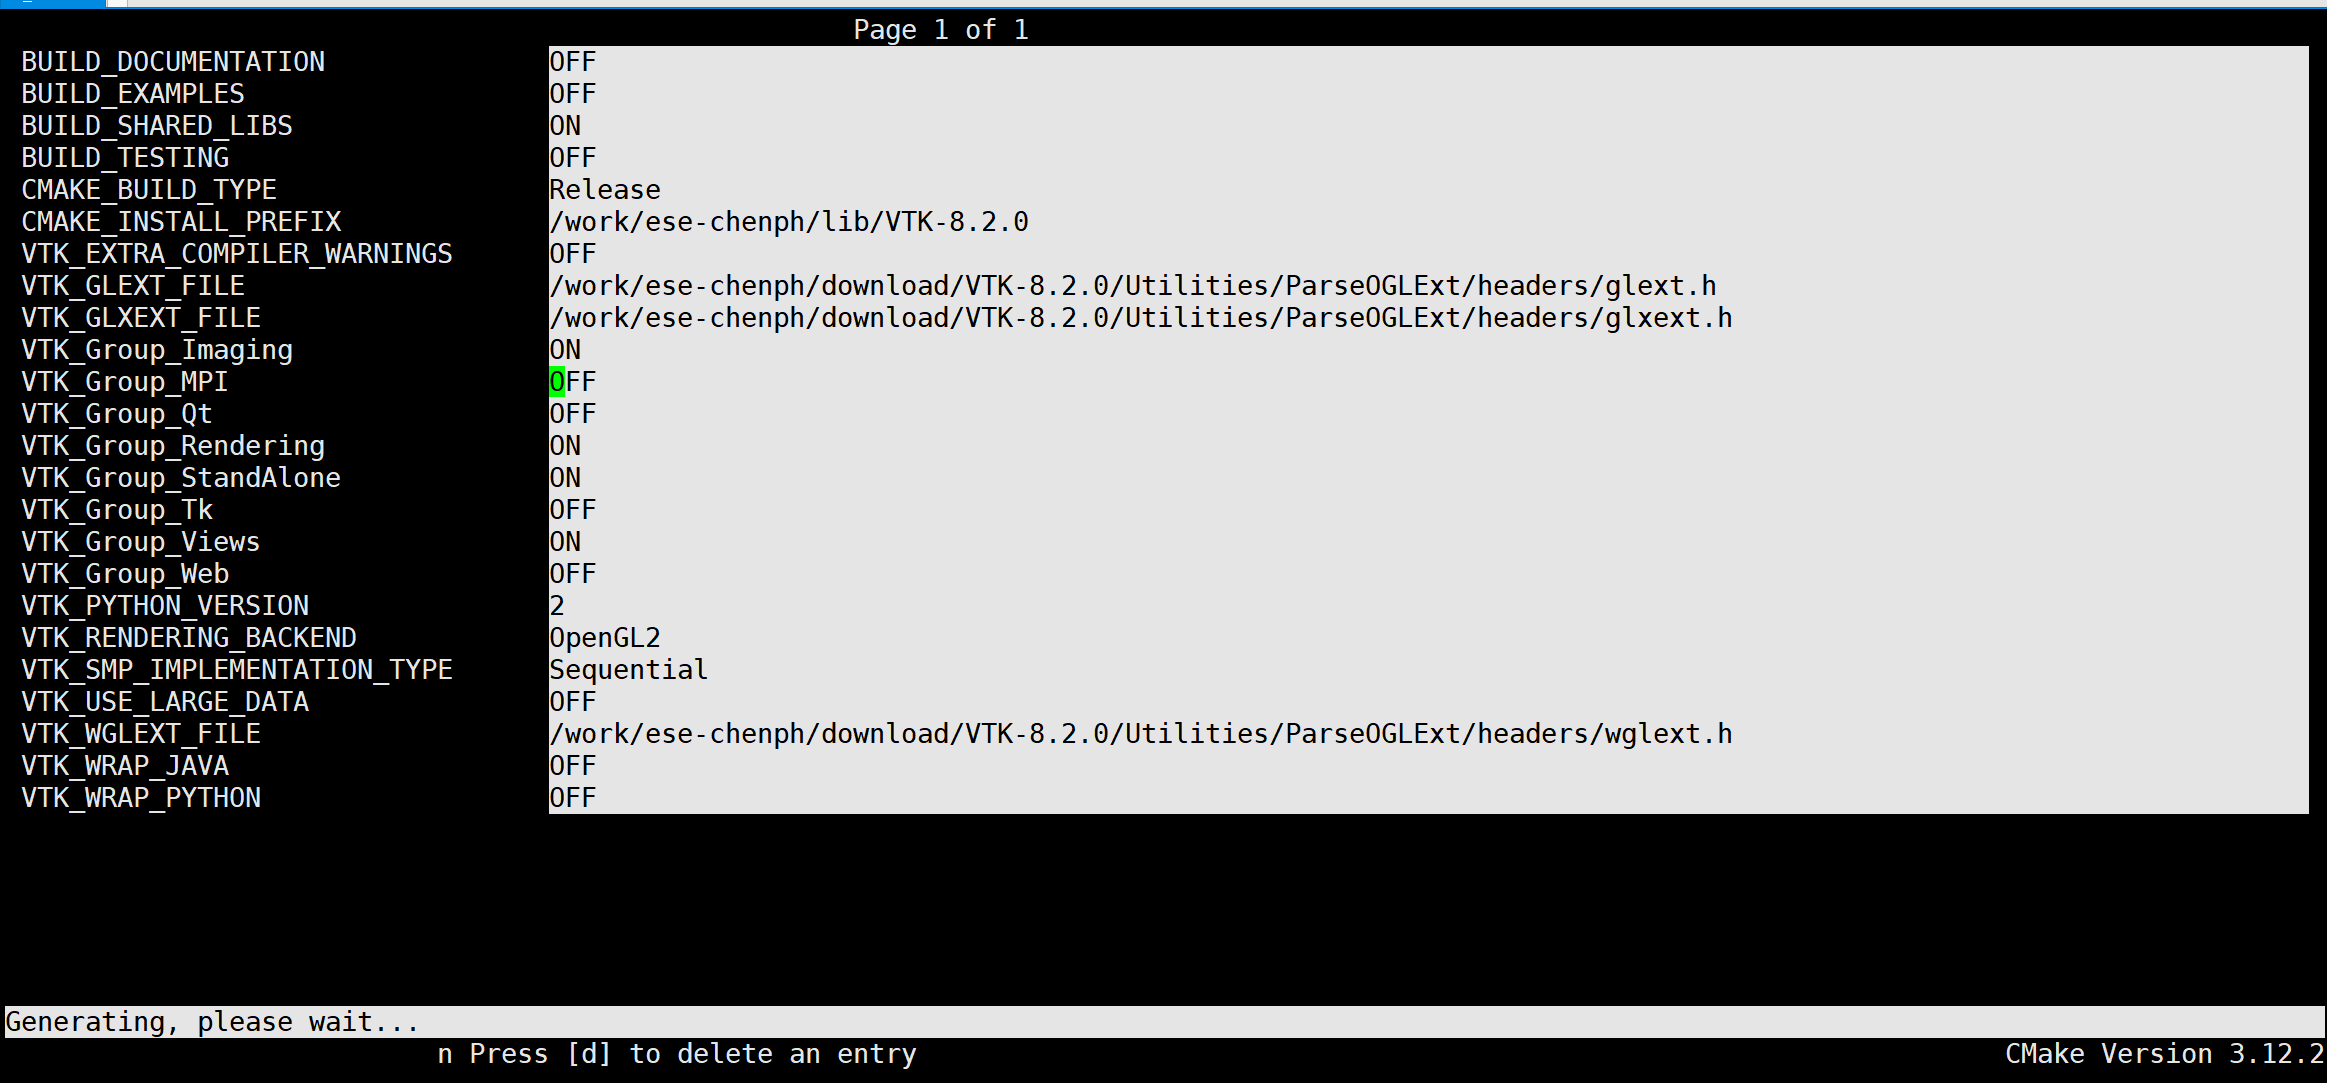 Page 1 of 1
BUILD_DOCUMENTATION OFF
BUILD_EXAMPLES OFF
BUILD_SHARED_LIBS ON
BUILD_TESTING OFF
CMAKE_BUILD_TYPE Release
CMAKE_INSTALL_PREFIX /work/ese-chenph/lib/VTK-8.2.0
VTK_EXTRA_COMPILER_WARNINGS OFF
VTK_GLEXT_FILE /work/ese-chenph/download/VTK-8.2.0/Utilities/ParseOGLExt/headers/glext.h
VTK_GLXEXT_FILE /work/ese-chenph/download/VTK-8.2.0/Utilities/ParseOGLExt/headers/glxext.h
VTK_Group_Imaging ON
VTK_Group_MPI OFF
VTK_Group_Qt OFF
VTK_Group_Rendering ON
VTK_Group_StandAlone ON
VTK_Group_Tk OFF
VTK_Group_Views ON
VTK_Group_Web OFF
VTK_PYTHON_VERSION 2
VTK_RENDERING_BACKEND OpenGL2
VTK_SMP_IMPLEMENTATION_TYPE Sequential
VTK_USE_LARGE_DATA OFF
VTK_WGLEXT_FILE /work/ese-chenph/download/VTK-8.2.0/Utilities/ParseOGLExt/headers/wglext.h
VTK_WRAP_JAVA OFF
VTK_WRAP_PYTHON OFF
Generating, please wait...
n Press [d] to delete an entry CMake Version 3.12.2